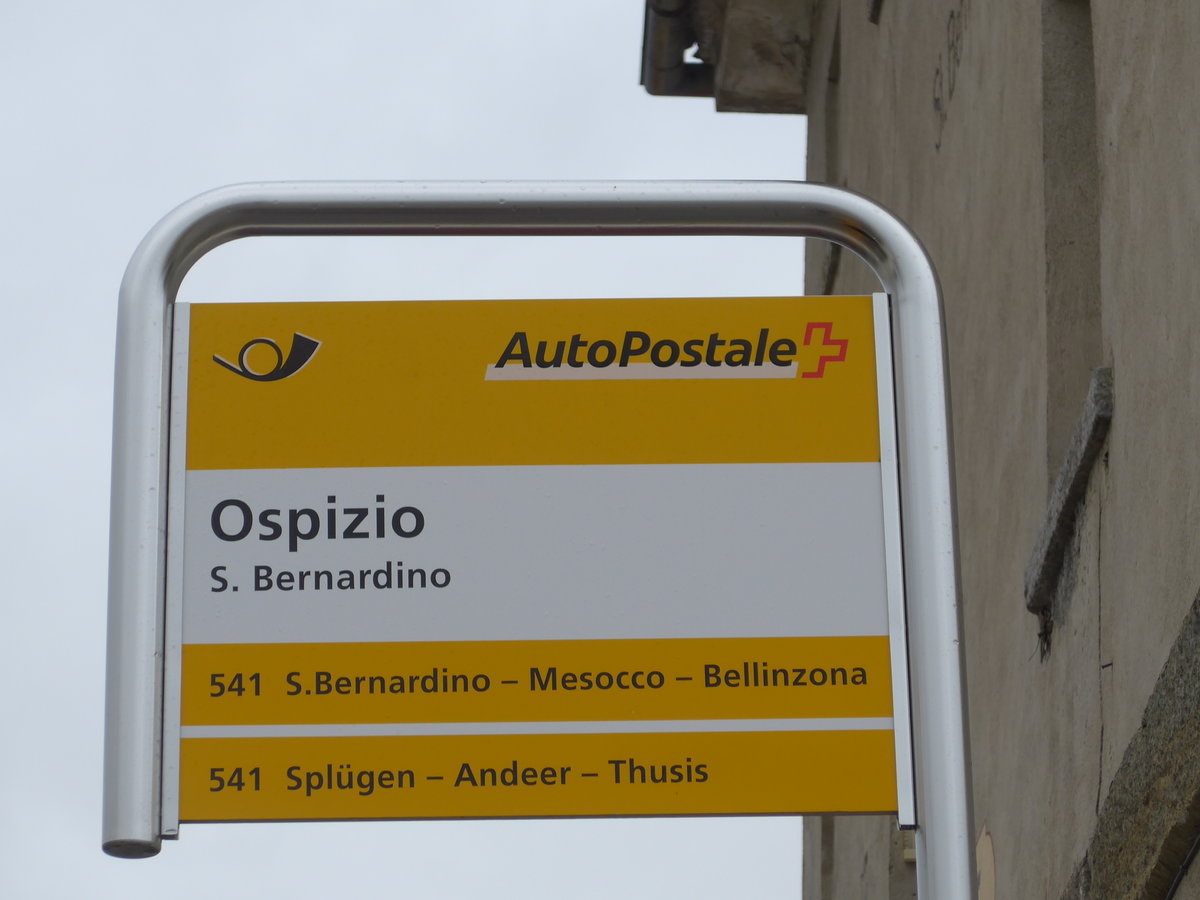 AutoPostale
Ospizio
S. Bernardino
541 S.Bernardino – Mesocco – Bellinzona
541 Splügen – Andeer – Thusis